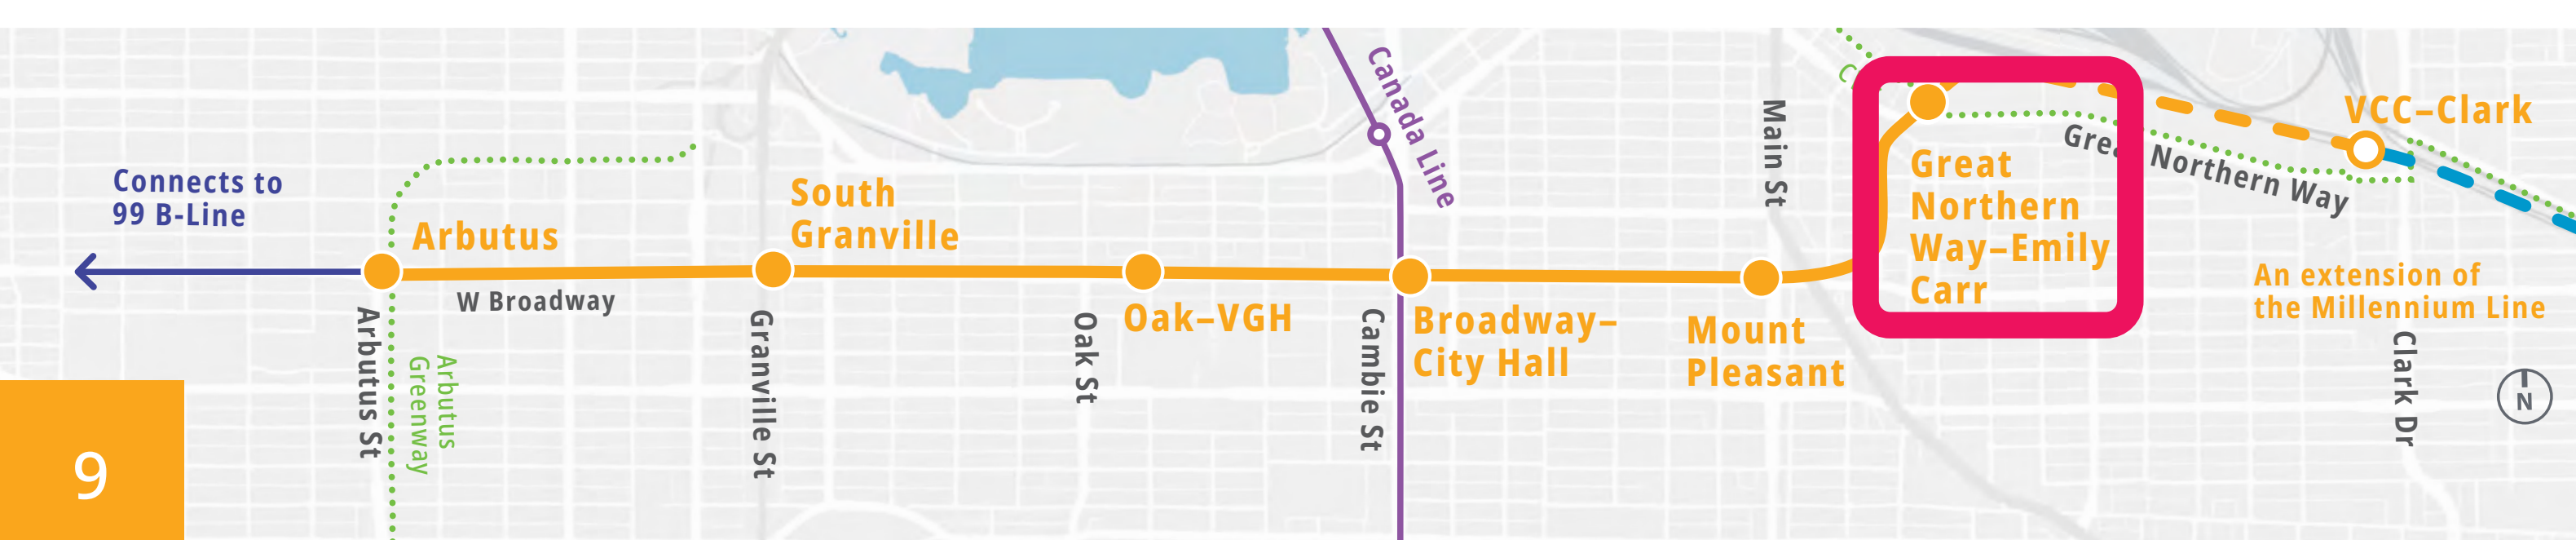 Connects to
99 B-Line
Arbutus
W Broadway
Arbutus St
Arbutus
Greenway
South
Granville
Granville St
Oak St
Oak–VGH
Canada Line
Cambie St
Broadway–
City Hall
Main St
Mount
Pleasant
C
Great
Northern
Way–Emily
Carr
Great Northern Way
VCC–Clark
An extension of
the Millennium Line
Clark Dr
N
9